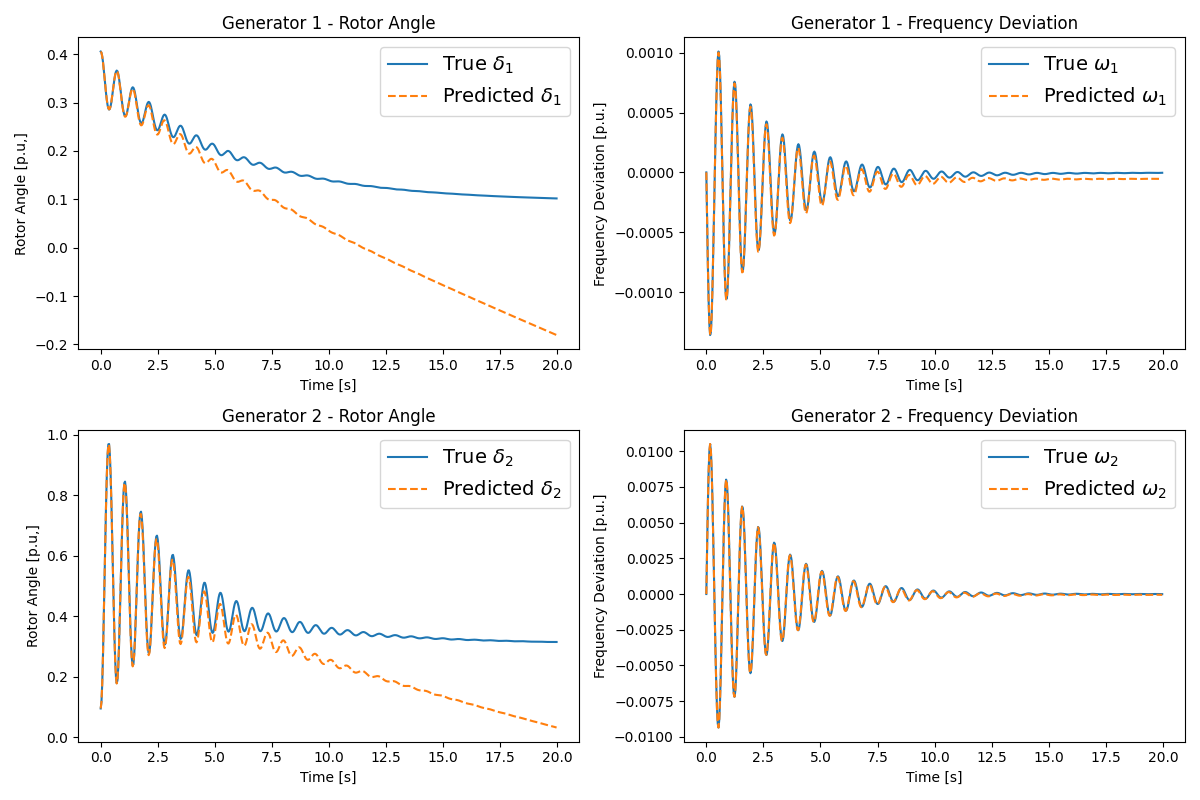 Generator 1 - Rotor Angle
0.4
0.3
0.2
0.1
0.0
−0.1
−0.2
Rotor Angle [p.u,]
True δ1
Predicted δ1
0.0 2.5 5.0 7.5 10.0 12.5 15.0 17.5 20.0
Time [s]
Generator 1 - Frequency Deviation
0.0010
0.0005
0.0000
−0.0005
−0.0010
Frequency Deviation [p.u.]
True ω1
Predicted ω1
0.0 2.5 5.0 7.5 10.0 12.5 15.0 17.5 20.0
Time [s]
Generator 2 - Rotor Angle
1.0
0.8
0.6
0.4
0.2
0.0
Rotor Angle [p.u,]
True δ2
Predicted δ2
0.0 2.5 5.0 7.5 10.0 12.5 15.0 17.5 20.0
Time [s]
Generator 2 - Frequency Deviation
0.0100
0.0075
0.0050
0.0025
0.0000
−0.0025
−0.0050
−0.0075
−0.0100
Frequency Deviation [p.u.]
True ω2
Predicted ω2
0.0 2.5 5.0 7.5 10.0 12.5 15.0 17.5 20.0
Time [s]